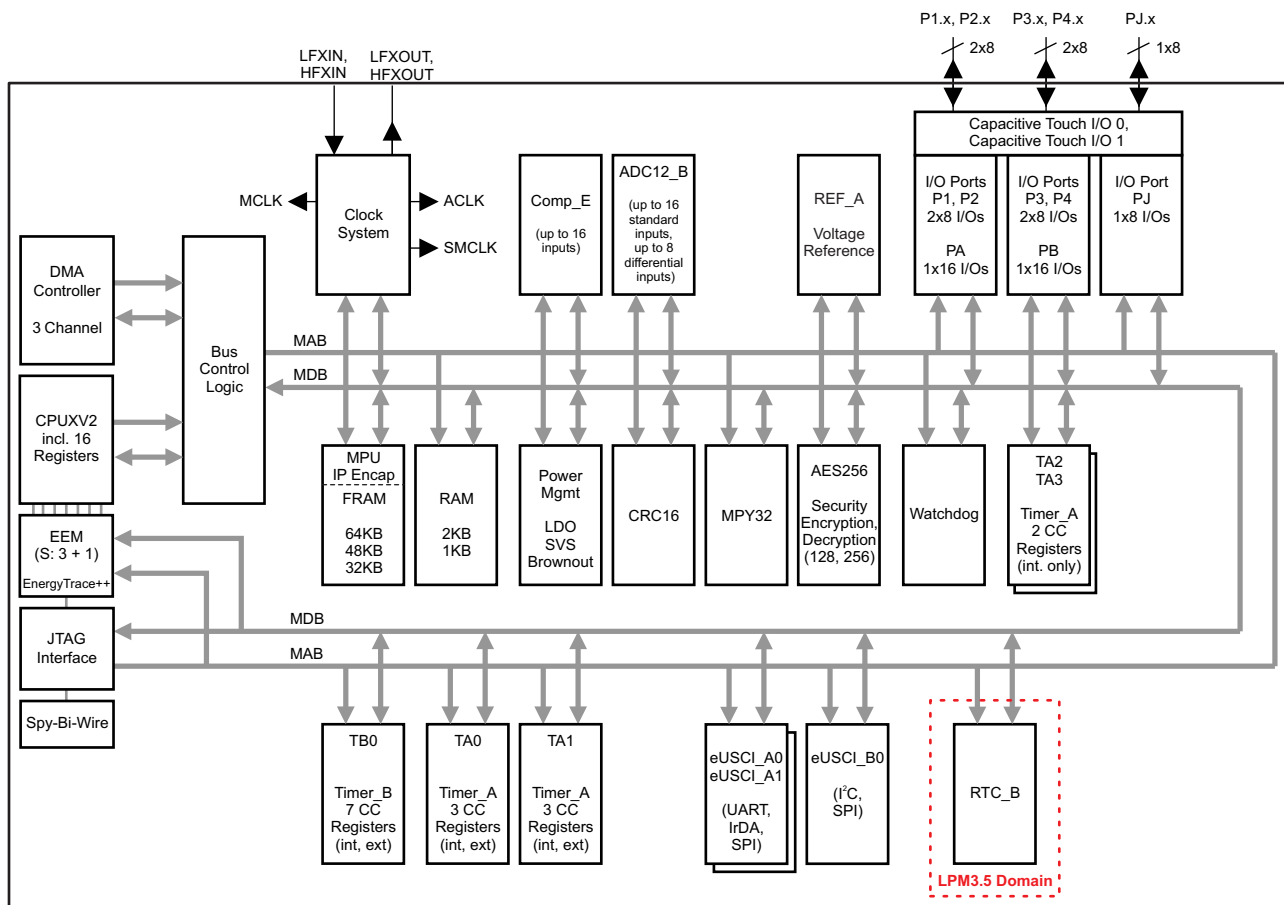 P1.x, P2.x
P3.x, P4.x
PJ.x
2x8
2x8
1x8
LFXIN,
HFXIN
LFXOUT,
HFXOUT
Capacitive Touch I/O 0,
Capacitive Touch I/O 1
MCLK
Clock
System
ACLK
SMCLK
Comp_E
(up to 16
inputs)
ADC12_B
(up to 16
standard
inputs,
up to 8
differential
inputs)
REF_A
Voltage
Reference
I/O Ports
P1, P2
2x8 I/Os
PA
1x16 I/Os
I/O Ports
P3, P4
2x8 I/Os
PB
1x16 I/Os
I/O Port
PJ
1x8 I/Os
DMA
Controller
3 Channel
Bus
Control
Logic
MAB
MDB
CPUXV2
incl. 16
Registers
MPU
IP Encap
FRAM
64KB
48KB
32KB
RAM
2KB
1KB
Power
Mgmt
LDO
SVS
Brownout
CRC16
MPY32
AES256
Security
Encryption,
Decryption
(128, 256)
Watchdog
TA2
TA3
Timer_A
2 CC
Registers
(int. only)
EEM
(S: 3 + 1)
EnergyTrace++
JTAG
Interface
Spy-Bi-Wire
MDB
MAB
TB0
Timer_B
7 CC
Registers
(int, ext)
TA0
Timer_A
3 CC
Registers
(int, ext)
TA1
Timer_A
3 CC
Registers
(int, ext)
eUSCI_A0
eUSCI_A1
(UART,
IrDA,
SPI)
eUSCI_B0
(I²C,
SPI)
RTC_B
LPM3.5 Domain